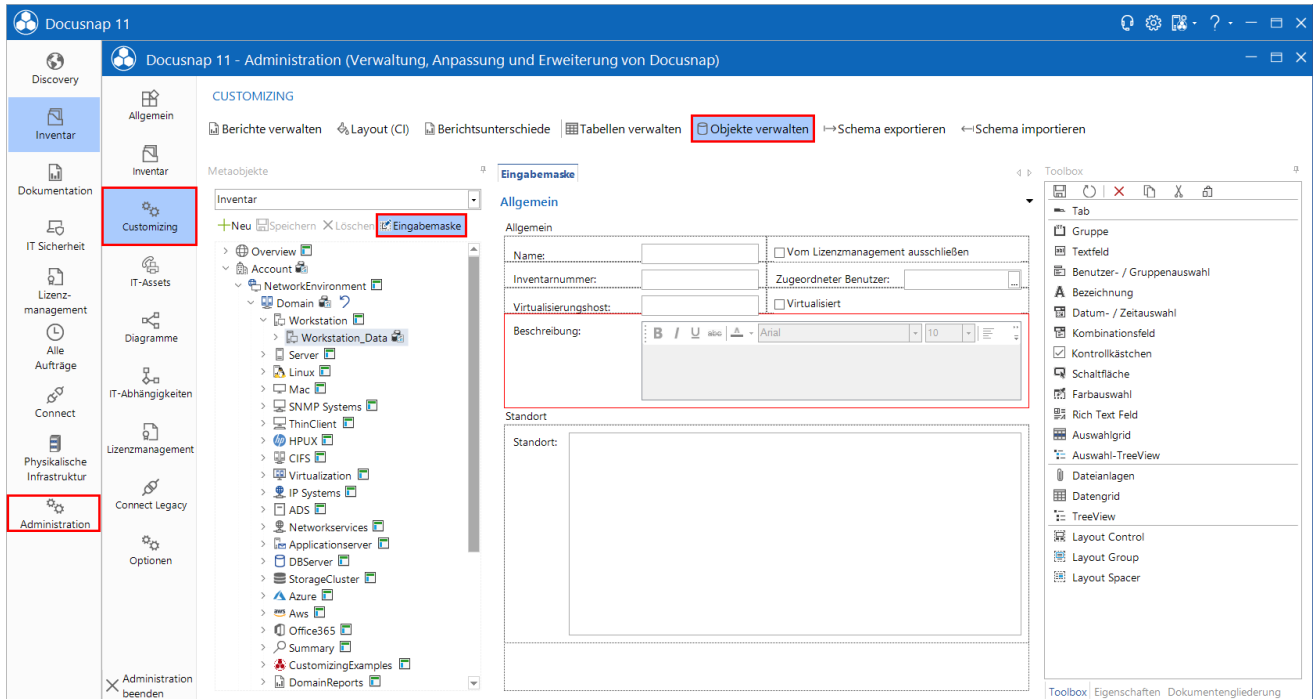 Docusnap 11
Discovery
Inventar
Dokumentation
IT Sicherheit
Lizenz-
management
Alle
Aufträge
Connect
Physikalische
Infrastruktur
Administration
Docusnap 11 - Administration (Verwaltung, Anpassung und Erweiterung von Docusnap)
Allgemein
Inventar
Customizing
IT-Assets
Diagramme
IT-Abhängigkeiten
Lizenzmanagement
Connect Legacy
Optionen
Administration
beenden
CUSTOMIZING
Berichte verwalten Layout (CI) Berichtsunterschiede Tabellen verwalten Objekte verwalten Schema exportieren Schema importieren
Metaobjekte
Inventar
Neu Speichern Löschen Eingabemaske
Overview
Account
NetworkEnvironment
Domain
Workstation
Workstation_Data
Server
Linux
Mac
SNMP Systems
ThinClient
HPUX
CIFS
Virtualization
IP Systems
ADS
Networkservices
Applicationserver
DBServer
StorageCluster
Azure
aws Aws
Office365
Summary
CustomizingExamples
DomainReports
Eingabemaske
Allgemein
Allgemein
Name: Vom Lizenzmanagement ausschließen
Inventarnummer: Zugeordneter Benutzer: ...
Virtualisierungshost: Virtualisiert
Beschreibung: B I U abc A Arial 10
Standort
Standort:
Toolbox
Tab
Gruppe
Textfeld
Benutzer- / Gruppenauswahl
A Bezeichnung
Datum- / Zeitauswahl
Kombinationsfeld
Kontrollkästchen
Schaltfläche
Farbauswahl
Rich Text Feld
Auswahlgrid
Auswahl-TreeView
Dateianlagen
Datengrid
TreeView
Layout Control
Layout Group
Layout Spacer
Toolbox Eigenschaften Dokumentengliederung